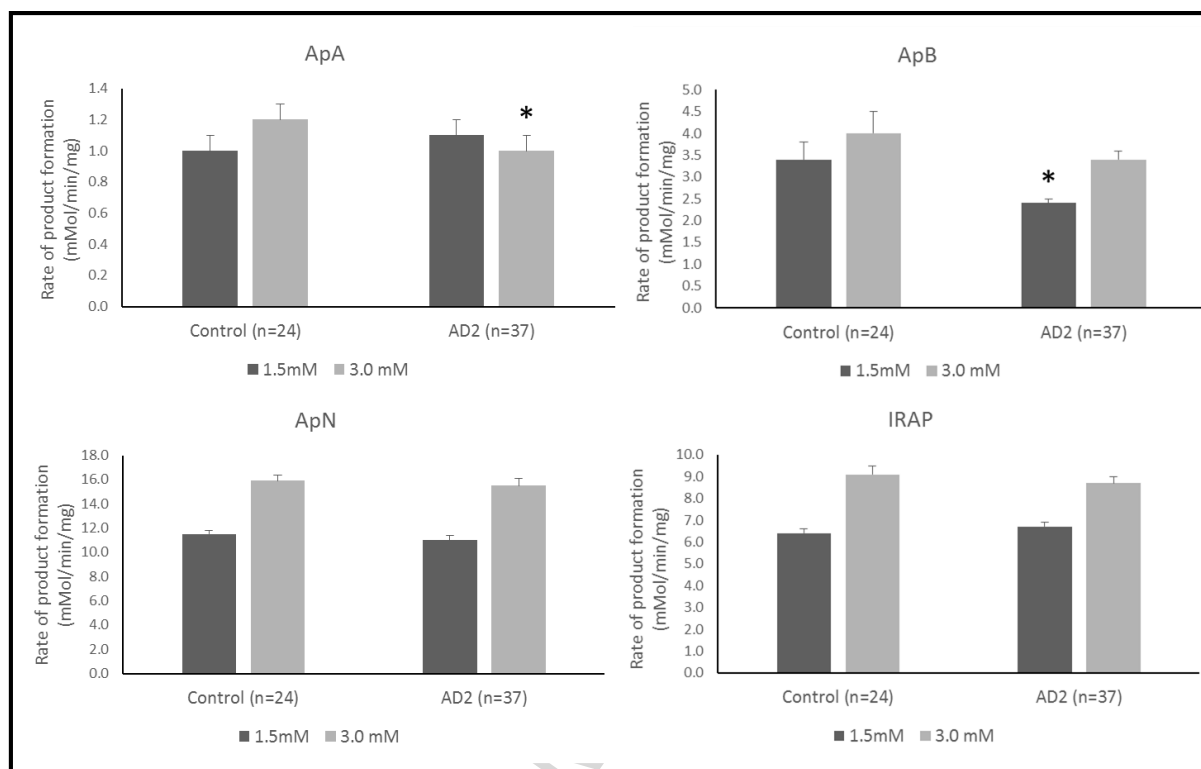 ApA
Rate of product formation
(mMol/min/mg)
1.4
1.2
1.0
0.8
0.6
0.4
0.2
0.0
*
Control (n=24)
AD2 (n=37)
1.5mM
3.0 mM
ApB
Rate of product formation
(mMol/min/mg)
5.0
4.5
4.0
3.5
3.0
2.5
2.0
1.5
1.0
0.5
0.0
*
Control (n=24)
AD2 (n=37)
1.5mM
3.0 mM
ApN
Rate of product formation
(mMol/min/mg)
18.0
16.0
14.0
12.0
10.0
8.0
6.0
4.0
2.0
0.0
Control (n=24)
AD2 (n=37)
1.5mM
3.0 mM
IRAP
Rate of product formation
(mMol/min/mg)
10.0
9.0
8.0
7.0
6.0
5.0
4.0
3.0
2.0
1.0
0.0
Control (n=24)
AD2 (n=37)
1.5mM
3.0 mM